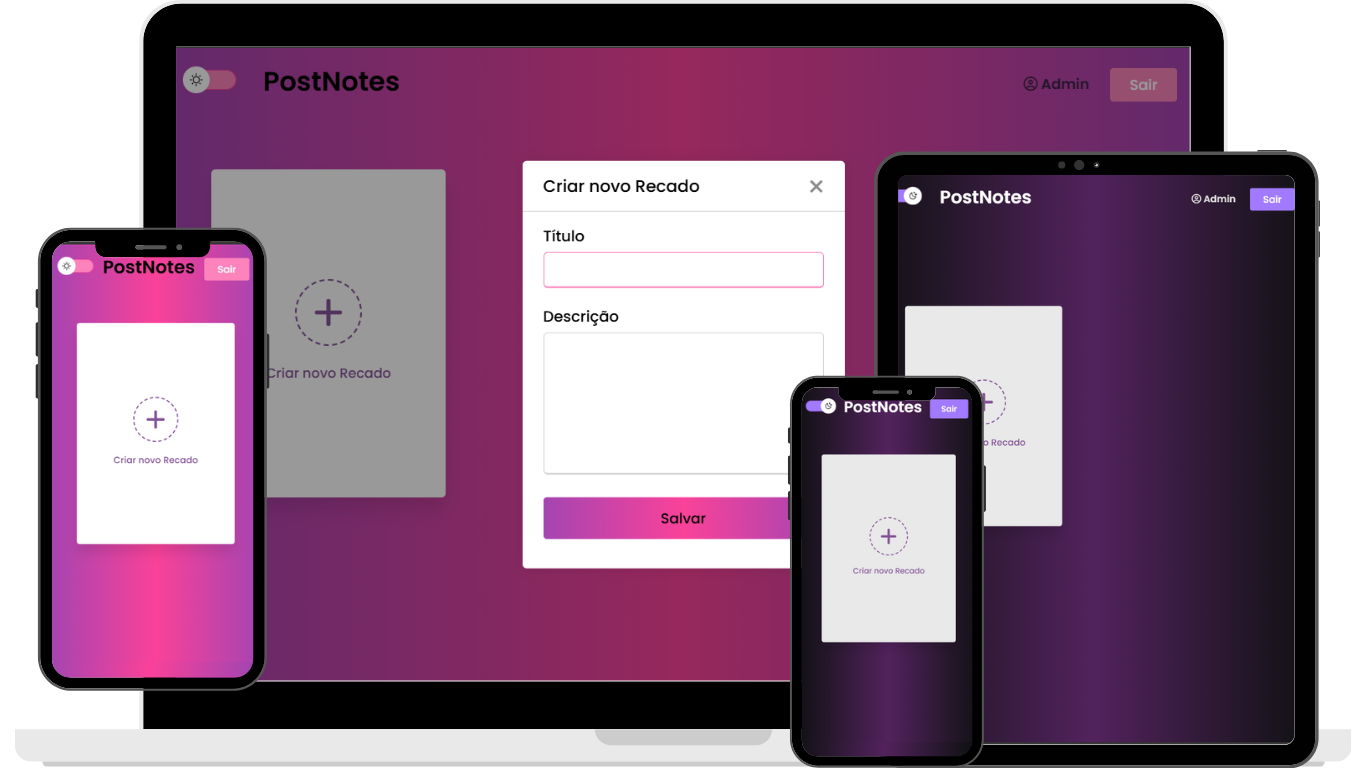 PostNotes
Admin
Sair
Criar novo Recado
Criar novo Recado
Título
Descrição
Salvar
PostNotes
Sair
Criar novo Recado
PostNotes
Admin
Sair
o Recado
PostNotes
Sair
Criar novo Recado